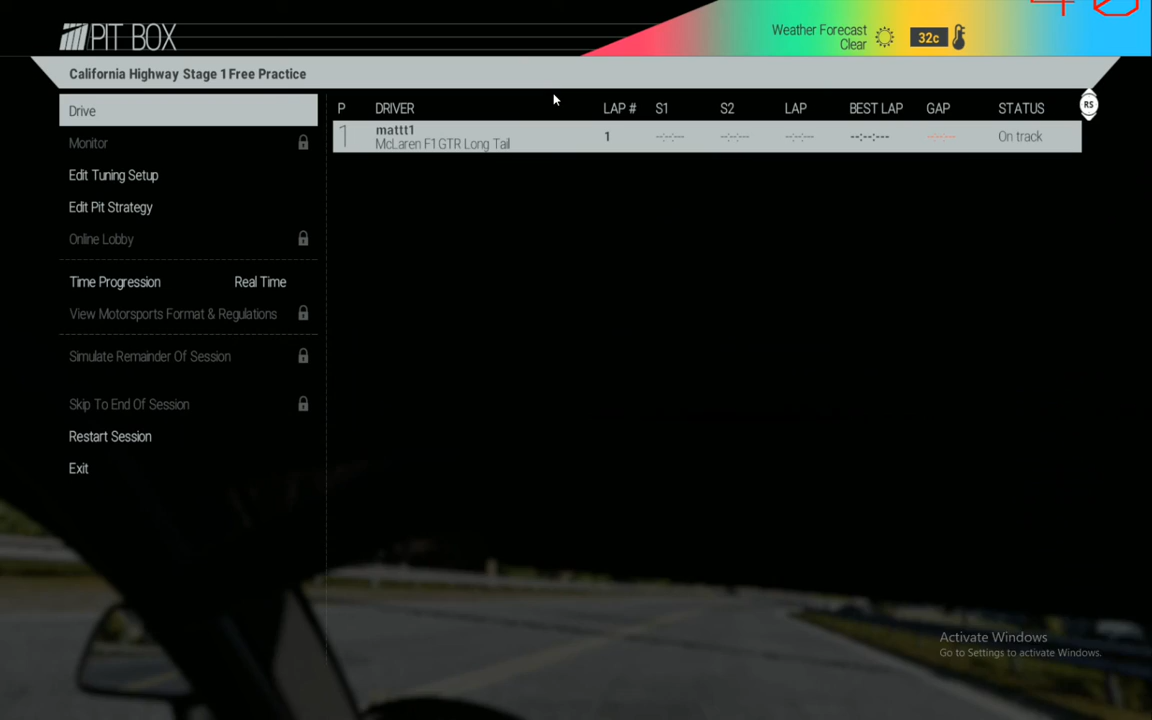 40
PIT BOX
Weather Forecast
Clear
32c
California Highway Stage 1 Free Practice
RS
Drive
Monitor
Edit Tuning Setup
Edit Pit Strategy
Online Lobby
Time Progression Real Time
View Motorsports Format & Regulations
Simulate Remainder Of Session
Skip To End Of Session
Restart Session
Exit
P DRIVER LAP # S1 S2 LAP BEST LAP GAP STATUS
1 mattt1 1 --:--:--- --:--:--- --:--:--- --:--:--- --:--:--- On track
McLaren F1 GTR Long Tail
Activate Windows
Go to Settings to activate Windows.